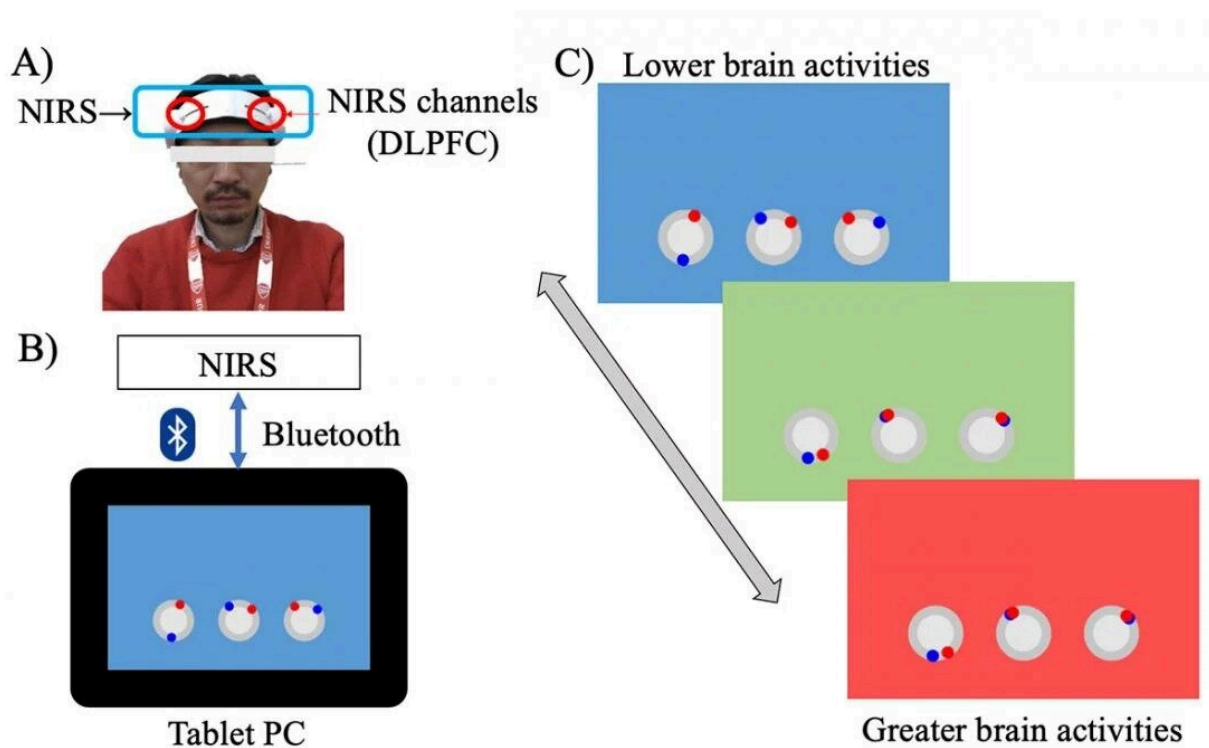 A)
NIRS→
NIRS channels
(DLPFC)
B)
NIRS
Bluetooth
Tablet PC
C)
Lower brain activities
Greater brain activities